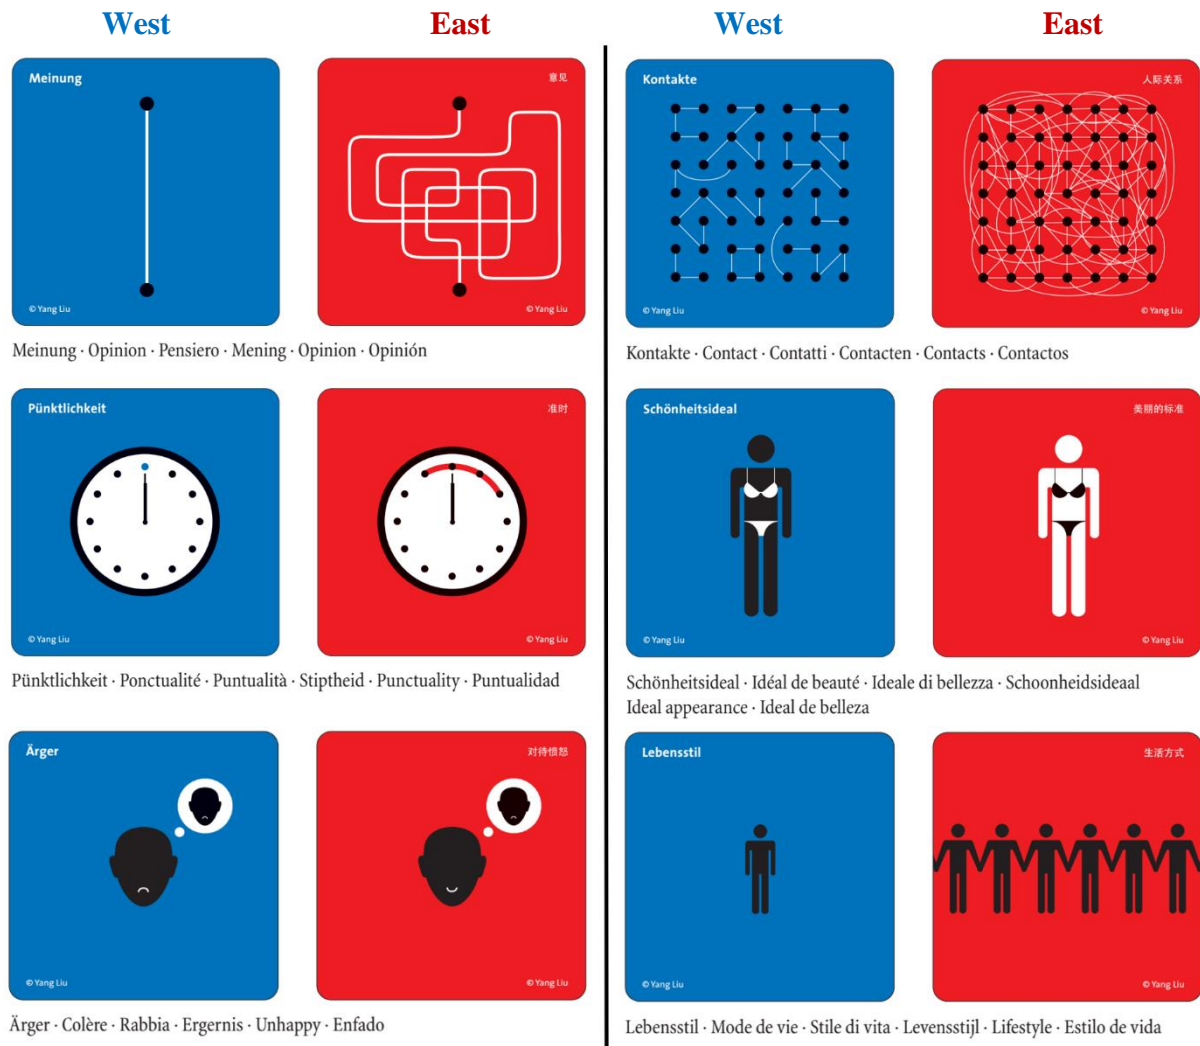 West
East
West
East
Meinung
意见
© Yang Liu
© Yang Liu
Meinung · Opinion · Pensiero · Mening · Opinion · Opinión
Kontakte
人际关系
© Yang Liu
© Yang Liu
Kontakte · Contact · Contatti · Contacten · Contacts · Contactos
Pünktlichkeit
准时
© Yang Liu
© Yang Liu
Pünktlichkeit · Ponctualité · Puntualità · Stiptheid · Punctuality · Puntualidad
Schönheitsideal
美丽的标准
© Yang Liu
© Yang Liu
Schönheitsideal · Idéal de beauté · Ideale di bellezza · Schoonheidsideaal
Ideal appearance · Ideal de belleza
Ärger
对待愤怒
© Yang Liu
© Yang Liu
Ärger · Colère · Rabbia · Ergernis · Unhappy · Enfado
Lebensstil
生活方式
© Yang Liu
© Yang Liu
Lebensstil · Mode de vie · Stile di vita · Levensstijl · Lifestyle · Estilo de vida